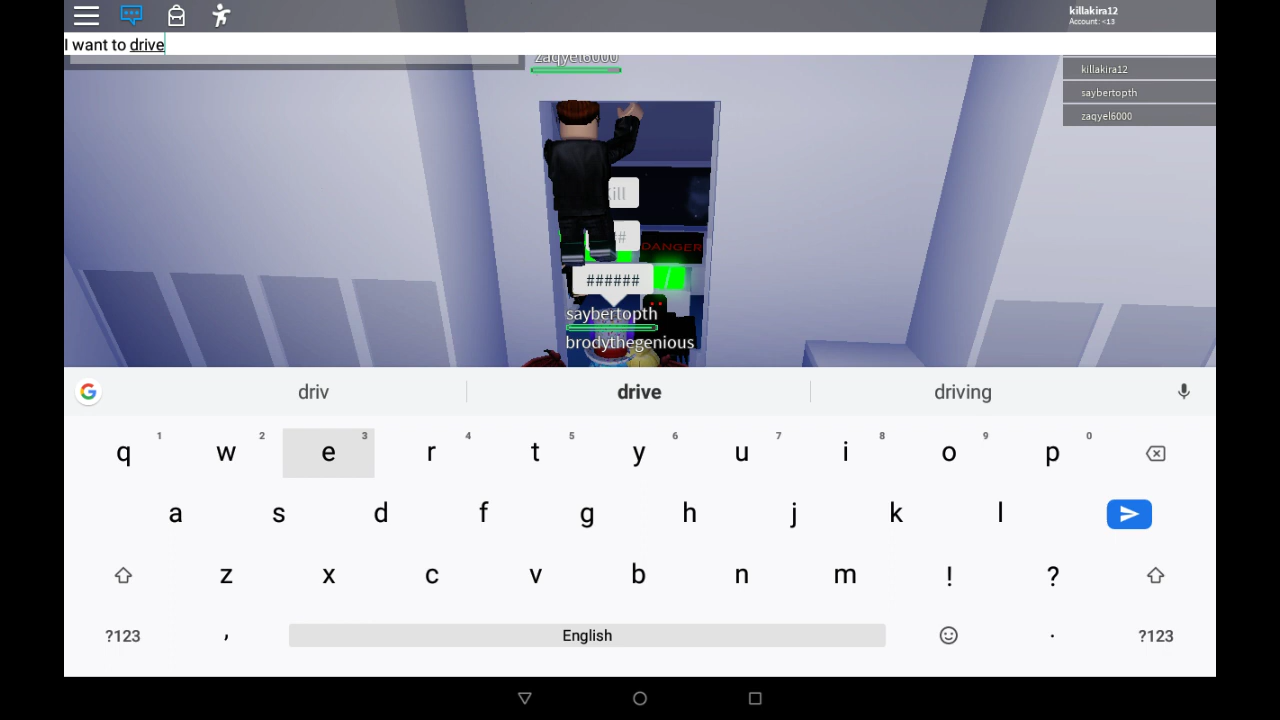 killakira12
Account: <13
I want to drive
zaqyel6000
killakira12
saybertopth
zaqyel6000
DANGER
######
saybertopth
brodythegenious
driv drive driving
1 2 3 4 5 6 7 8 9 0
q w e r t y u i o p
a s d f g h j k l
z x c v b n m ! ?
?123 , English . ?123